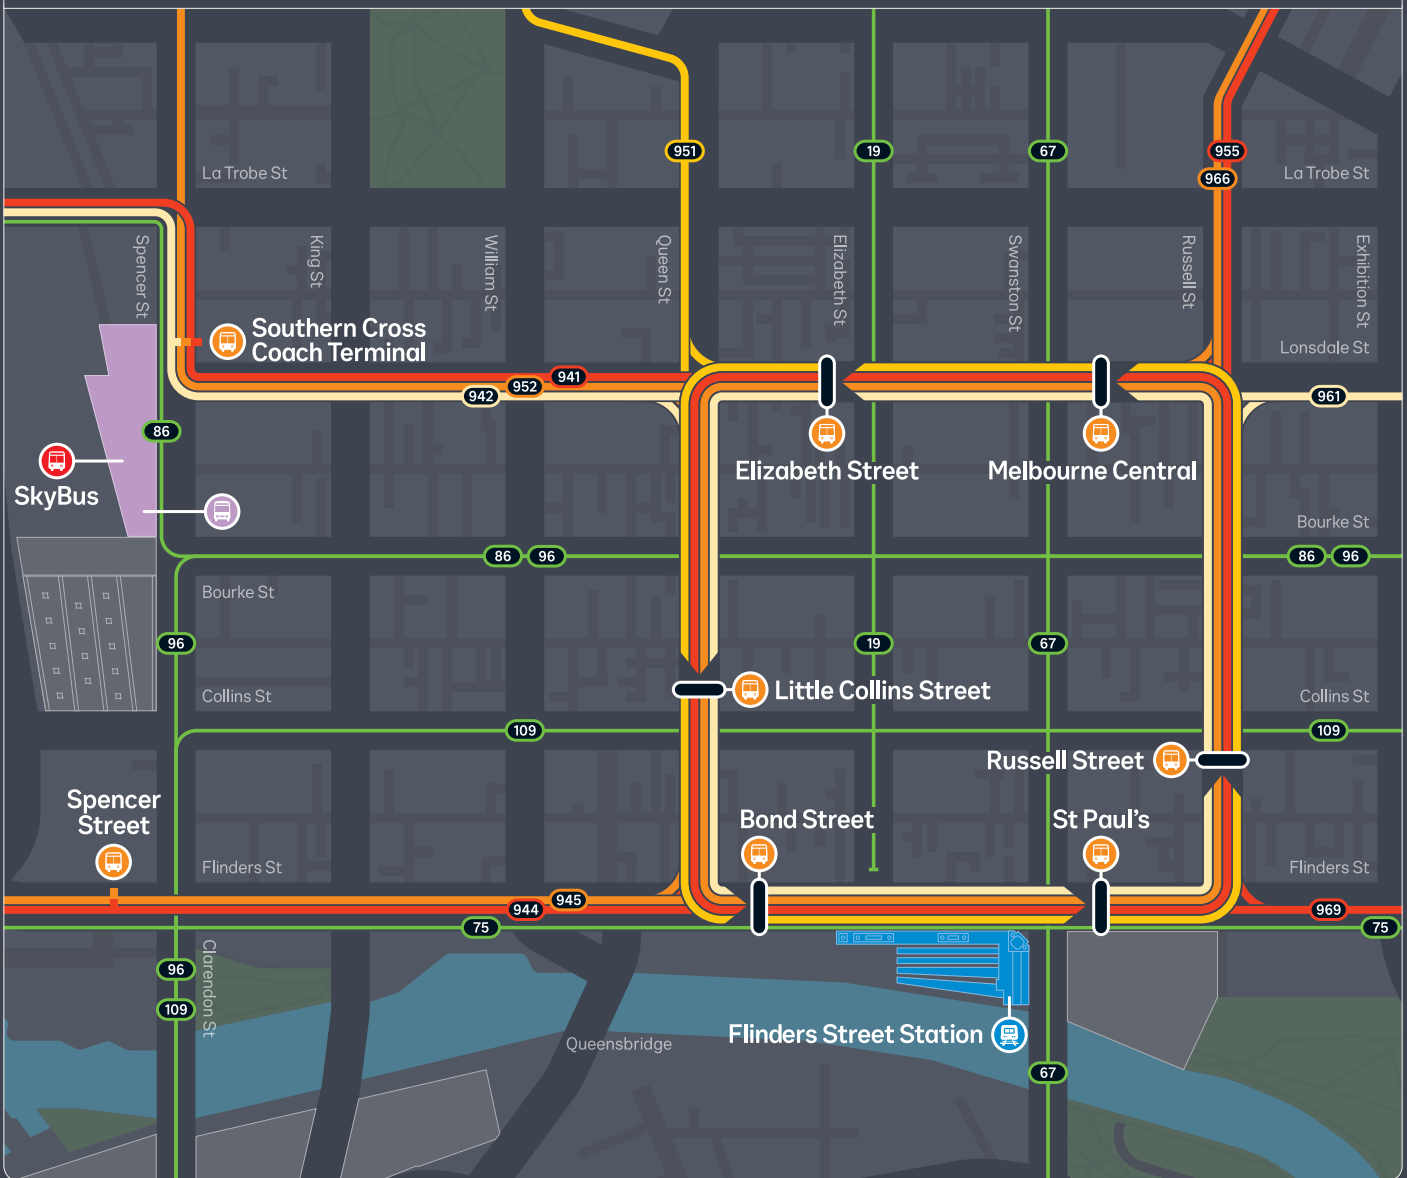 951
19
67
955
966
La Trobe St
La Trobe St
Spencer St
King St
William St
Queen St
Elizabeth St
Swanston St
Russell St
Exhibition St
Southern Cross
Coach Terminal
Lonsdale St
941
952
942
961
86
Elizabeth Street
Melbourne Central
SkyBus
Bourke St
86
96
86
96
Bourke St
96
19
67
Collins St
Little Collins Street
Collins St
109
109
Russell Street
Spencer
Street
Bond Street
St Paul's
Flinders St
Flinders St
945
944
969
75
75
Clarendon St
96
109
Flinders Street Station
Queensbridge
67